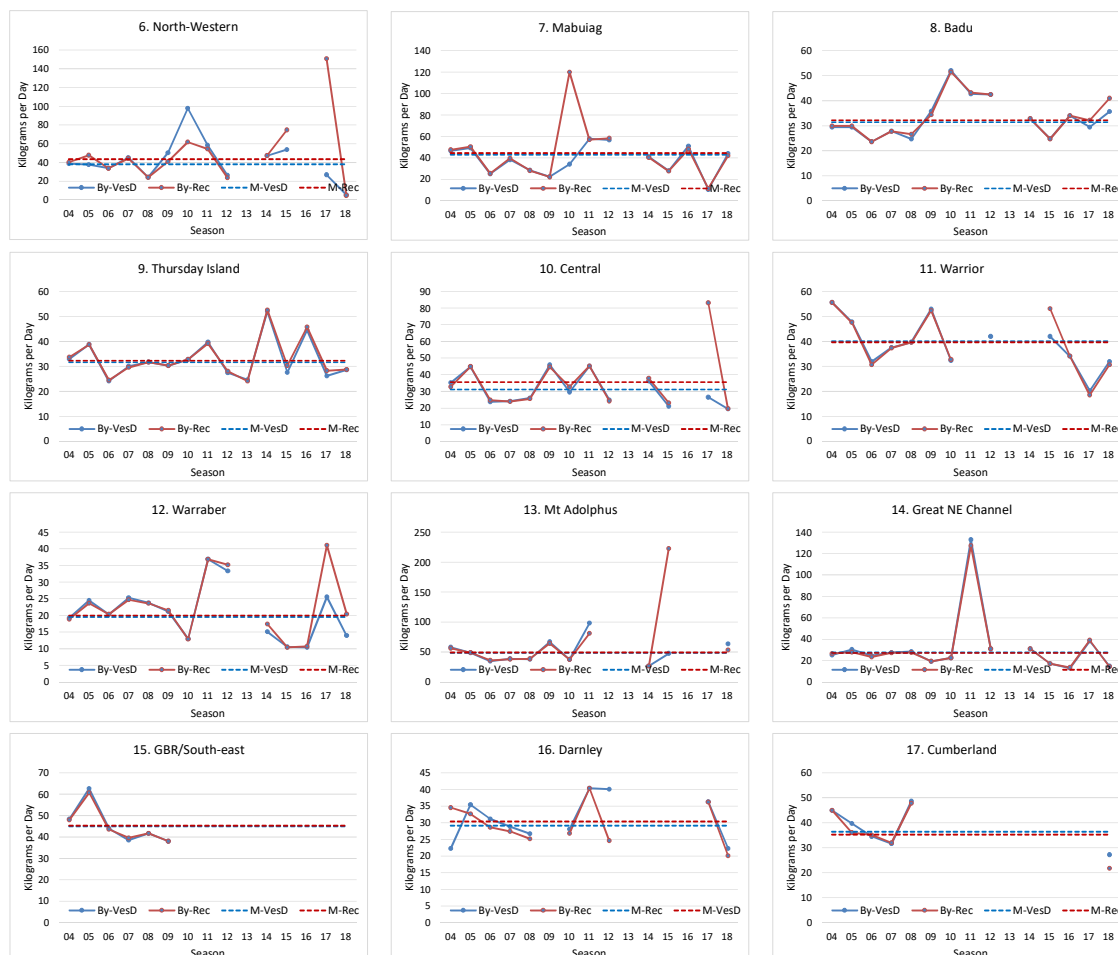 6. North-Western
Kilograms per Day
160
140
120
100
80
60
40
20
0
By-VesD By-Rec M-VesD M-Rec
04 05 06 07 08 09 10 11 12 13 14 15 16 17 18
Season
7. Mabuiag
Kilograms per Day
140
120
100
80
60
40
20
0
By-VesD By-Rec M-VesD M-Rec
04 05 06 07 08 09 10 11 12 13 14 15 16 17 18
Season
8. Badu
Kilograms per Day
60
50
40
30
20
10
0
By-VesD By-Rec M-VesD M-Rec
04 05 06 07 08 09 10 11 12 13 14 15 16 17 18
Season
9. Thursday Island
Kilograms per Day
60
50
40
30
20
10
0
By-VesD By-Rec M-VesD M-Rec
04 05 06 07 08 09 10 11 12 13 14 15 16 17 18
Season
10. Central
Kilograms per Day
90
80
70
60
50
40
30
20
10
0
By-VesD By-Rec M-VesD M-Rec
04 05 06 07 08 09 10 11 12 13 14 15 16 17 18
Season
11. Warrior
Kilograms per Day
60
50
40
30
20
10
0
By-VesD By-Rec M-VesD M-Rec
04 05 06 07 08 09 10 11 12 13 14 15 16 17 18
Season
12. Warraber
Kilograms per Day
45
40
35
30
25
20
15
10
5
0
By-VesD By-Rec M-VesD M-Rec
04 05 06 07 08 09 10 11 12 13 14 15 16 17 18
Season
13. Mt Adolphus
Kilograms per Day
250
200
150
100
50
0
By-VesD By-Rec M-VesD M-Rec
04 05 06 07 08 09 10 11 12 13 14 15 16 17 18
Season
14. Great NE Channel
Kilograms per Day
140
120
100
80
60
40
20
0
By-VesD By-Rec M-VesD M-Rec
04 05 06 07 08 09 10 11 12 13 14 15 16 17 18
Season
15. GBR/South-east
Kilograms per Day
70
60
50
40
30
20
10
0
By-VesD By-Rec M-VesD M-Rec
04 05 06 07 08 09 10 11 12 13 14 15 16 17 18
Season
16. Darnley
Kilograms per Day
45
40
35
30
25
20
15
10
5
0
By-VesD By-Rec M-Rec M-VesD
04 05 06 07 08 09 10 11 12 13 14 15 16 17 18
Season
17. Cumberland
Kilograms per Day
60
50
40
30
20
10
0
By-VesD By-Rec M-VesD M-Rec
04 05 06 07 08 09 10 11 12 13 14 15 16 17 18
Season